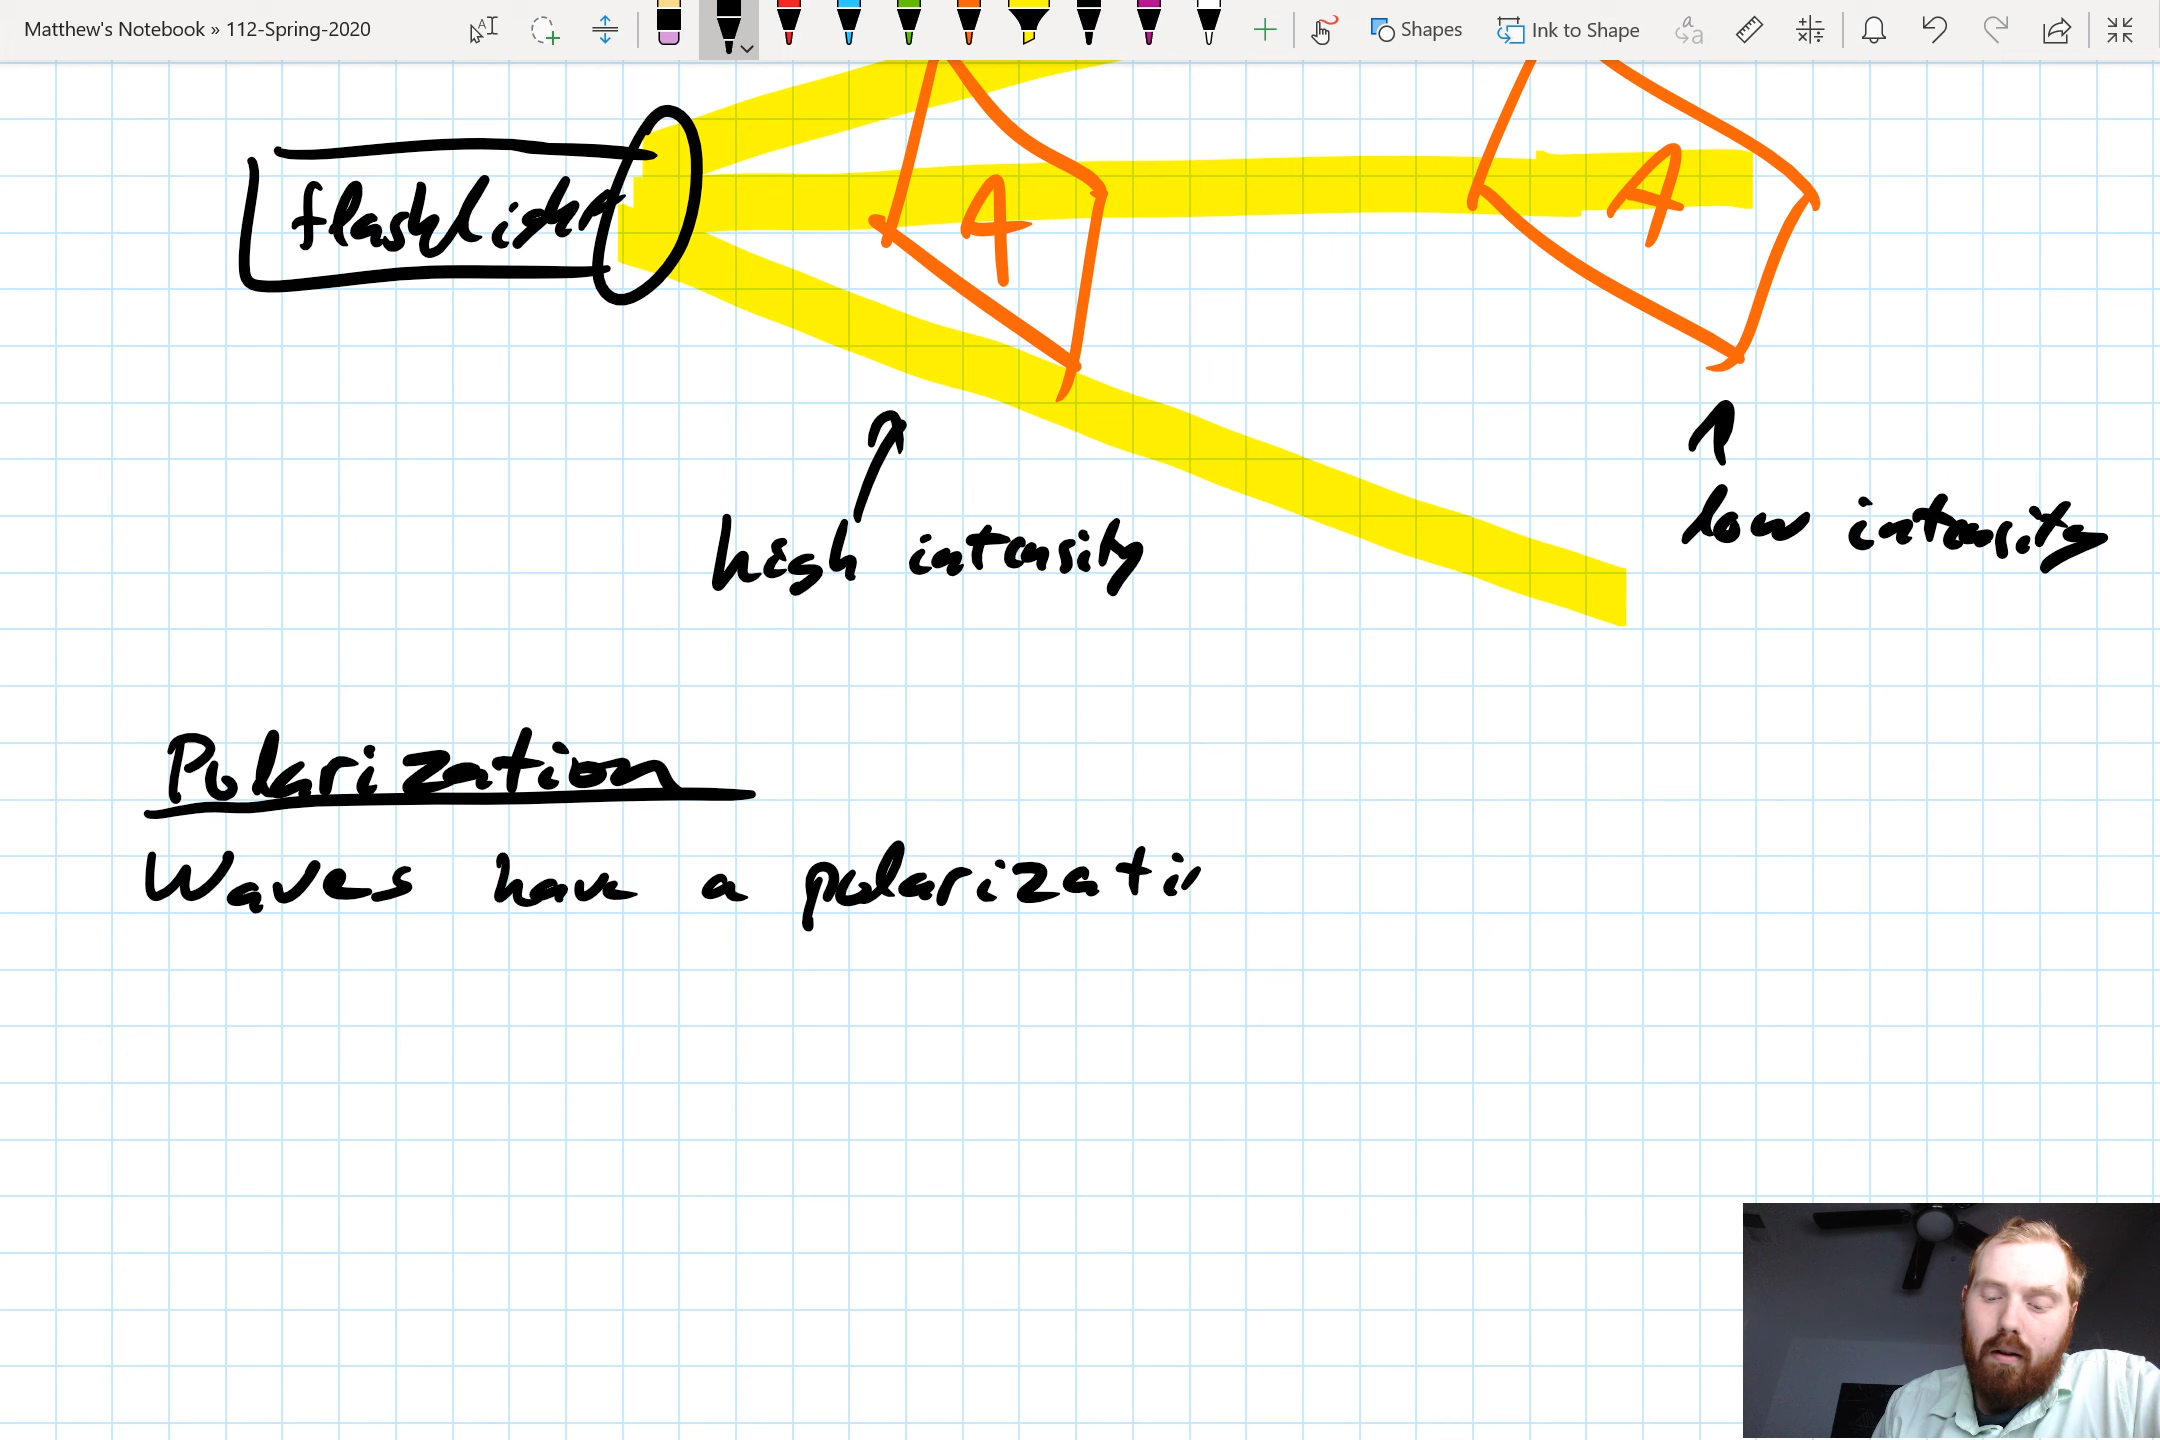 Matthew's Notebook » 112-Spring-2020
Shapes
Ink to Shape
flashlight
A
A
high intensity
low intensity
Polarization
Waves have a polarizati